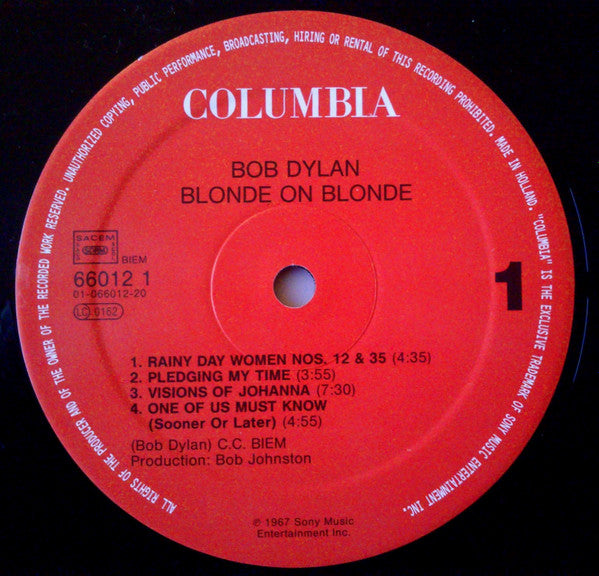 ALL RIGHTS OF THE PRODUCER AND OF THE OWNER OF THE RECORDED WORK RESERVED. UNAUTHORIZED COPYING, PUBLIC PERFORMANCE, BROADCASTING, HIRING OR RENTAL OF THIS RECORDING PROHIBITED. MADE IN HOLLAND. "COLUMBIA" IS THE EXCLUSIVE TRADEMARK OF SONY MUSIC ENTERTAINMENT INC.
COLUMBIA
BOB DYLAN
BLONDE ON BLONDE
SACEM
BIEM
66012 1
01-066012-20
LC 0162
1
1. RAINY DAY WOMEN NOS. 12 & 35 (4:35)
2. PLEDGING MY TIME (3:55)
3. VISIONS OF JOHANNA (7:30)
4. ONE OF US MUST KNOW
(Sooner Or Later) (4:55)
(Bob Dylan) C.C. BIEM
Production: Bob Johnston
℗ 1967 Sony Music
Entertainment Inc.